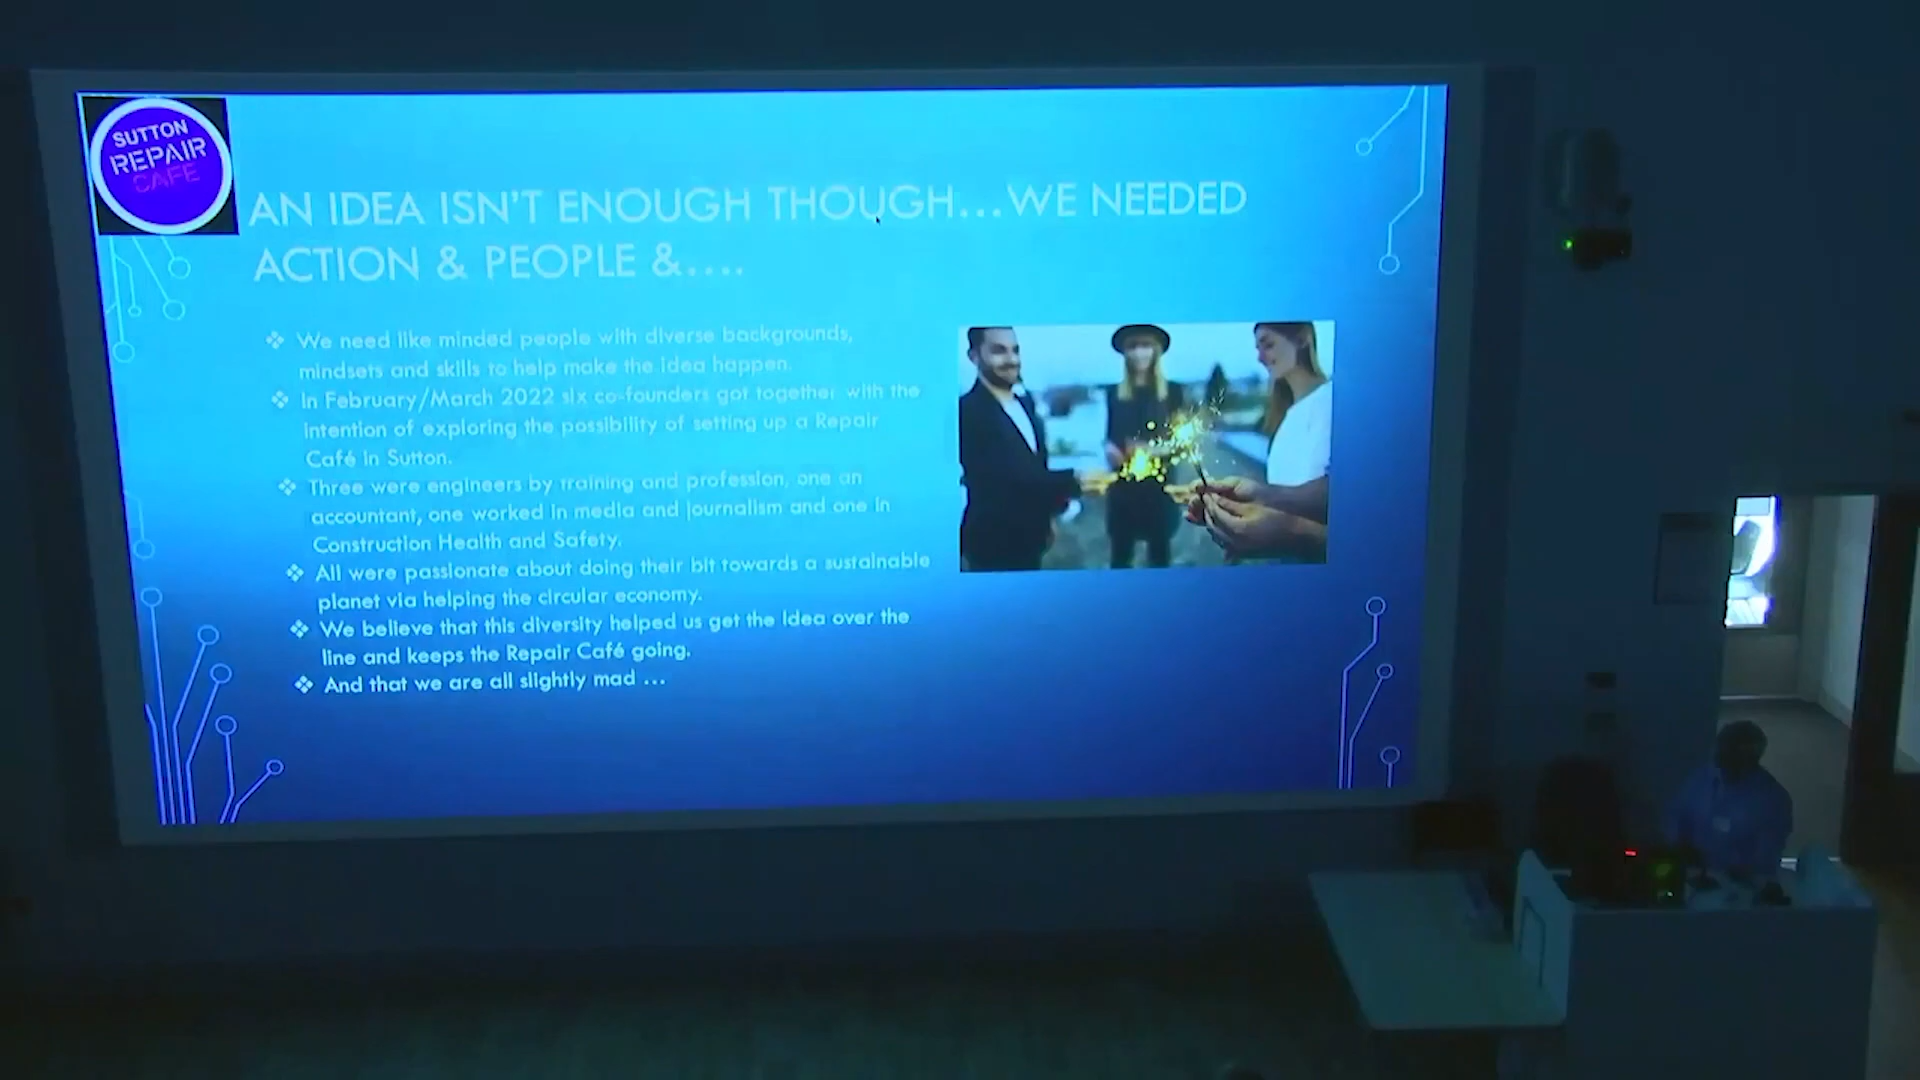 SUTTON
REPAIR
CAFE
AN IDEA ISN'T ENOUGH THOUGH...WE NEEDED
ACTION & PEOPLE &....
❖ We need like minded people with diverse backgrounds,
mindsets and skills to help make the idea happen.
❖ In February/March 2022 six co-founders got together with the
intention of exploring the possibility of setting up a Repair
Café in Sutton.
❖ Three were engineers by training and profession, one an
accountant, one worked in media and journalism and one in
Construction Health and Safety.
❖ All were passionate about doing their bit towards a sustainable
planet via helping the circular economy.
❖ We believe that this diversity helped us get the idea over the
line and keeps the Repair Café going.
❖ And that we are all slightly mad ...